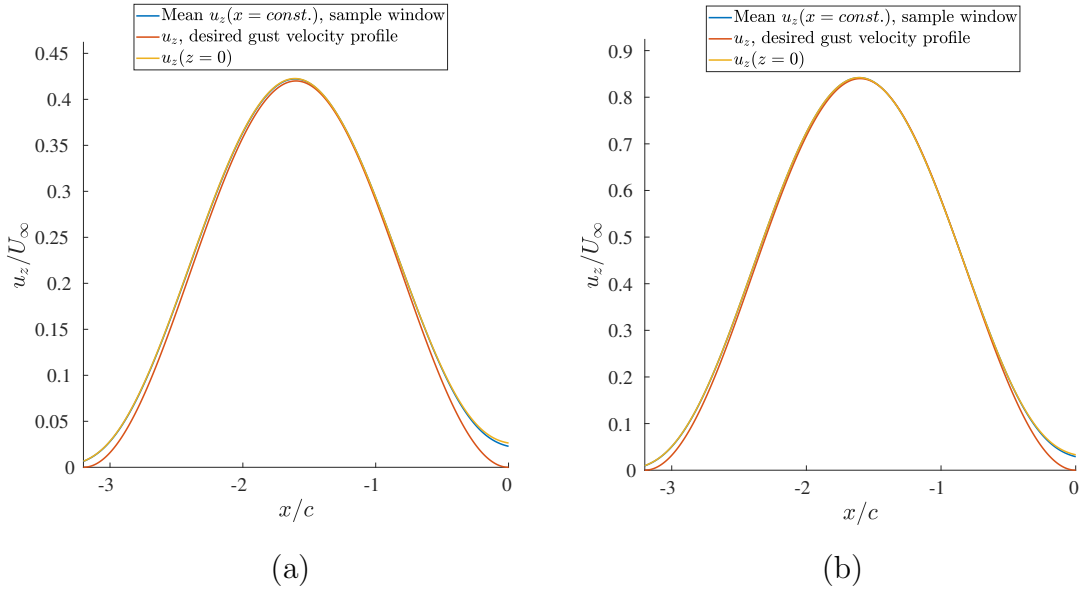 Mean u_z(x = const.), sample window
u_z, desired gust velocity profile
u_z(z = 0)
0.45
0.4
0.35
0.3
0.25
0.2
0.15
0.1
0.05
0
u_z/U_∞
-3
-2
-1
0
x/c
(a)
Mean u_z(x = const.), sample window
u_z, desired gust velocity profile
u_z(z = 0)
0.9
0.8
0.7
0.6
0.5
0.4
0.3
0.2
0.1
0
u_z/U_∞
-3
-2
-1
0
x/c
(b)